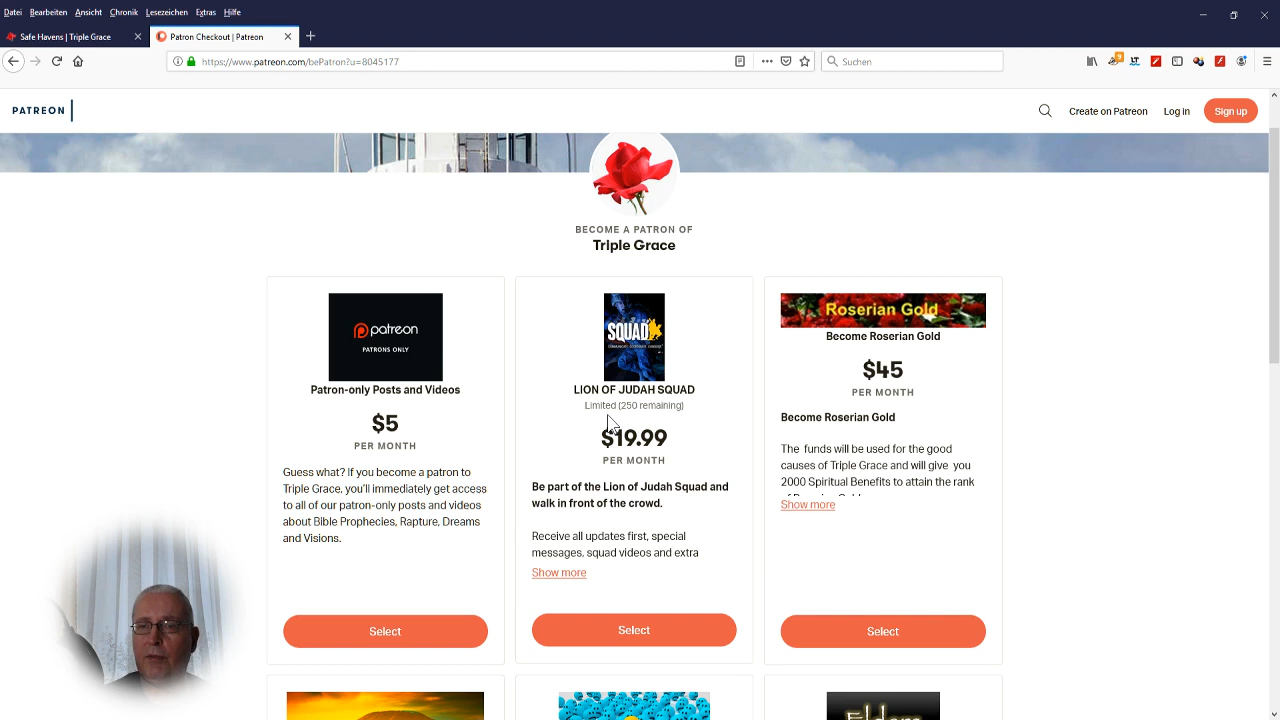 Datei Bearbeiten Ansicht Chronik Lesezeichen Extras Hilfe
Safe Havens | Triple Grace
Patron Checkout | Patreon
https://www.patreon.com/bePatron?u=8045177
Suchen
PATREON
Create on Patreon
Log in
Sign up
BECOME A PATRON OF
Triple Grace
patreon
PATRONS ONLY
Patron-only Posts and Videos
$5
PER MONTH
Guess what? If you become a patron to
Triple Grace, you'll immediately get access
to all of our patron-only posts and videos
about Bible Prophecies, Rapture, Dreams
and Visions.
Select
SQUAD
LION OF JUDAH SQUAD
Limited (250 remaining)
$19.99
PER MONTH
Be part of the Lion of Judah Squad and
walk in front of the crowd.
Receive all updates first, special
messages, squad videos and extra
Show more
Select
Roserian Gold
Become Roserian Gold
$45
PER MONTH
Become Roserian Gold
The funds will be used for the good
causes of Triple Grace and will give you
2000 Spiritual Benefits to attain the rank
Show more
Select